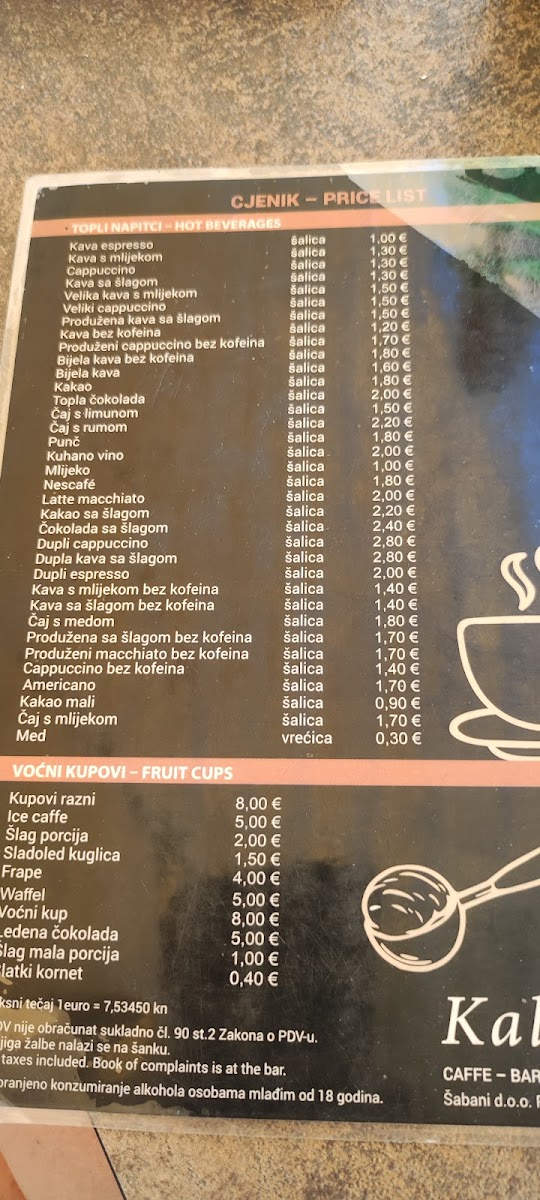 CJENIK – PRICE LIST
TOPLI NAPITCI – HOT BEVERAGES
Kava espresso šalica 1,00 €
Kava s mlijekom šalica 1,30 €
Cappuccino šalica 1,30 €
Kava sa šlagom šalica 1,30 €
Velika kava s mlijekom šalica 1,50 €
Veliki cappuccino šalica 1,50 €
Produžena kava sa šlagom šalica 1,50 €
Kava bez kofeina šalica 1,20 €
Produženi cappuccino bez kofeina šalica 1,70 €
Bijela kava bez kofeina šalica 1,80 €
Bijela kava šalica 1,60 €
Kakao šalica 1,80 €
Topla čokolada šalica 2,00 €
Čaj s limunom šalica 1,50 €
Čaj s rumom šalica 2,20 €
Punč šalica 1,80 €
Kuhano vino šalica 2,00 €
Mlijeko šalica 1,00 €
Nescafé šalica 1,80 €
Latte macchiato šalica 2,00 €
Kakao sa šlagom šalica 2,20 €
Čokolada sa šlagom šalica 2,40 €
Dupli cappuccino šalica 2,80 €
Dupla kava sa šlagom šalica 2,80 €
Dupli espresso šalica 2,00 €
Kava s mlijekom bez kofeina šalica 1,40 €
Kava sa šlagom bez kofeina šalica 1,40 €
Čaj s medom šalica 1,80 €
Produžena sa šlagom bez kofeina šalica 1,70 €
Produženi macchiato bez kofeina šalica 1,70 €
Cappuccino bez kofeina šalica 1,40 €
Americano šalica 1,70 €
Kakao mali šalica 0,90 €
Čaj s mlijekom šalica 1,70 €
Med vrećica 0,30 €
VOĆNI KUPOVI – FRUIT CUPS
Kupovi razni 8,00 €
Ice caffe 5,00 €
Šlag porcija 2,00 €
Sladoled kuglica 1,50 €
Frape 4,00 €
Waffel 5,00 €
Voćni kup 8,00 €
Ledena čokolada 5,00 €
Šlag mala porcija 1,00 €
latki kornet 0,40 €
ksni tečaj 1euro = 7,53450 kn
DV nije obračunat sukladno čl. 90 st.2 Zakona o PDV-u.
jiga žalbe nalazi se na šanku.
taxes included. Book of complaints is at the bar.
branjeno konzumiranje alkohola osobama mlađim od 18 godina.
Kal
CAFFE – BAR
Šabani d.o.o.